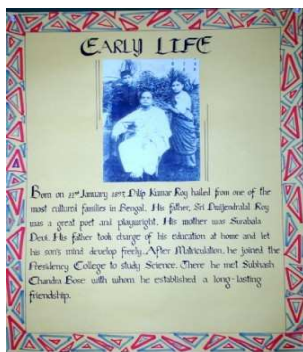 EARLY LIFE
Born on 22nd January 1897, Dilip Kumar Roy hailed from one of the
most cultured families in Bengal. His father, Sri Dwijendralal Roy
was a great poet and playwright. His mother was Surabala
Devi. His father took charge of his education at home and let
his son's mind develop freely. After Matriculation, he joined the
Presidency College to study Science. There he met Subhash
Chandra Bose with whom he established a long-lasting
friendship.